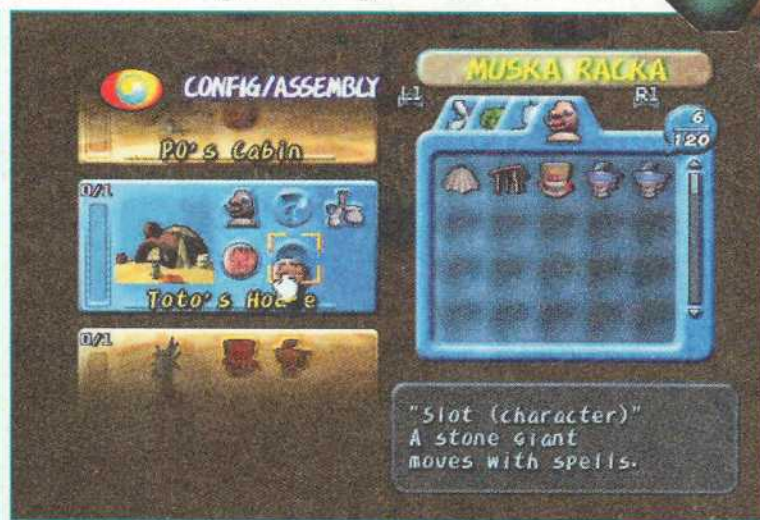 CONFIG/ASSEMBLY
MUSKA RACKA
L1
R1
PO's Cabin
6
120
0/1
Toto's House
0/1
"Slot (character)"
A stone giant
moves with spells.